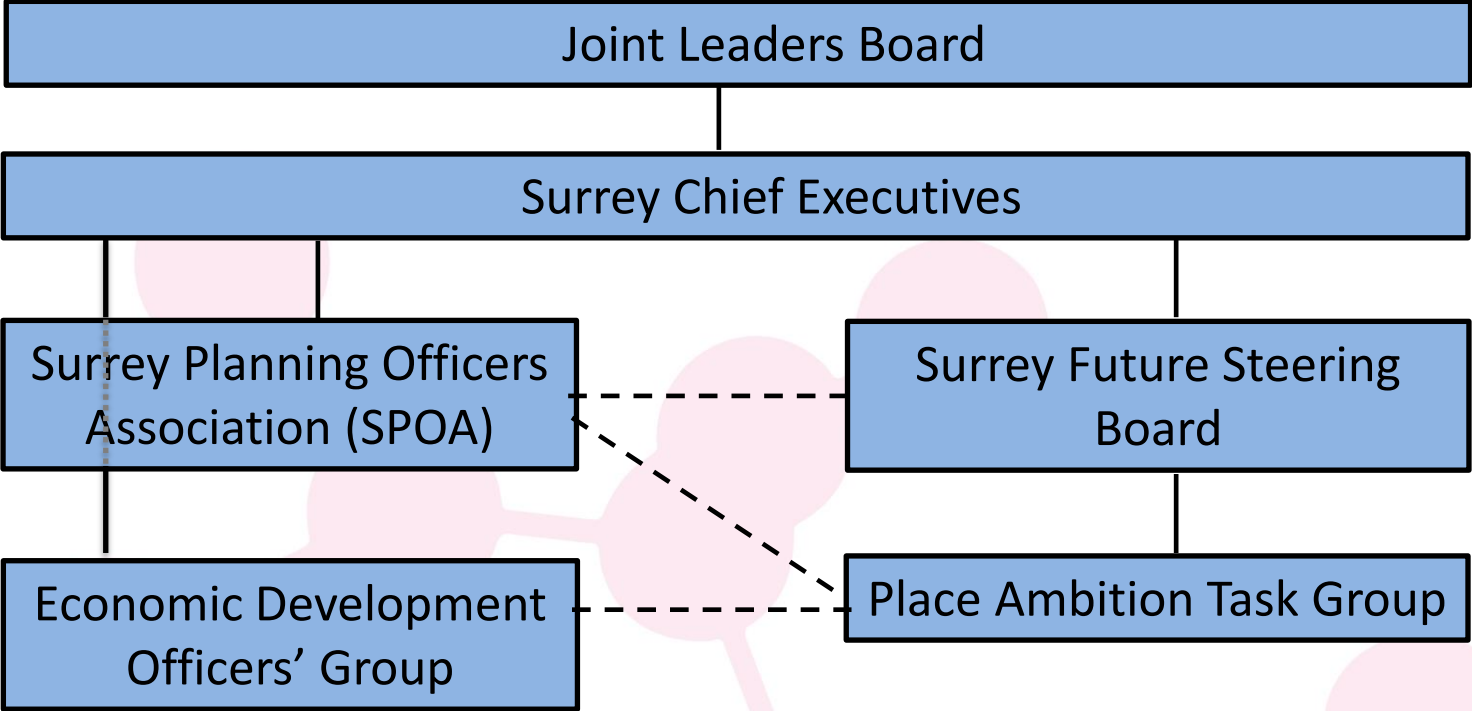 Joint Leaders Board
Surrey Chief Executives
Surrey Planning Officers
Association (SPOA)
Surrey Future Steering
Board
Economic Development
Officers’ Group
Place Ambition Task Group